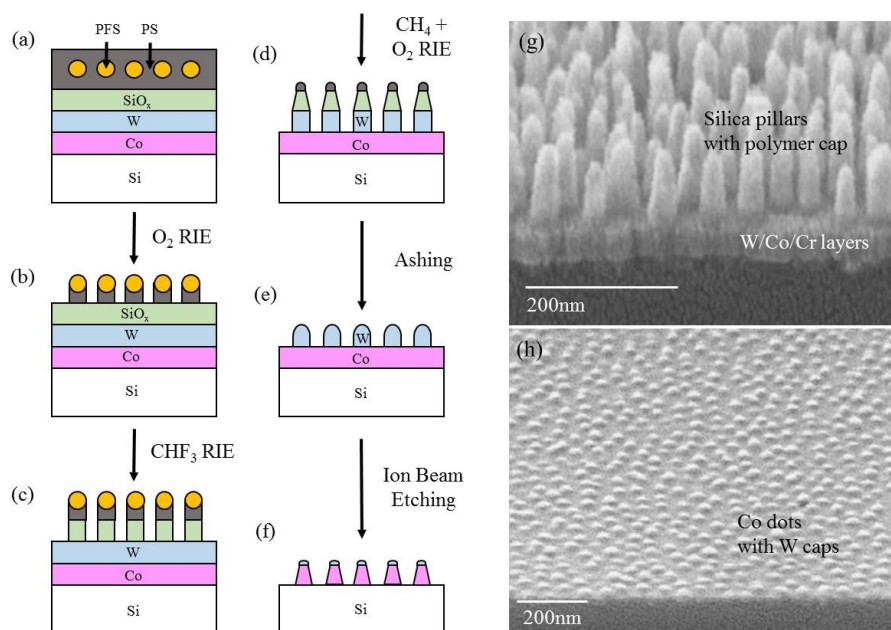 (a)
PFS PS
SiOₓ
W
Co
Si
O₂ RIE
(b)
SiOₓ
W
Co
Si
CHF₃ RIE
(c)
W
Co
Si
CH₄ +
O₂ RIE
(d)
W
Co
Si
Ashing
(e)
W
Co
Si
Ion Beam
Etching
(f)
Si
(g)
Silica pillars
with polymer cap
W/Co/Cr layers
200nm
(h)
Co dots
with W caps
200nm